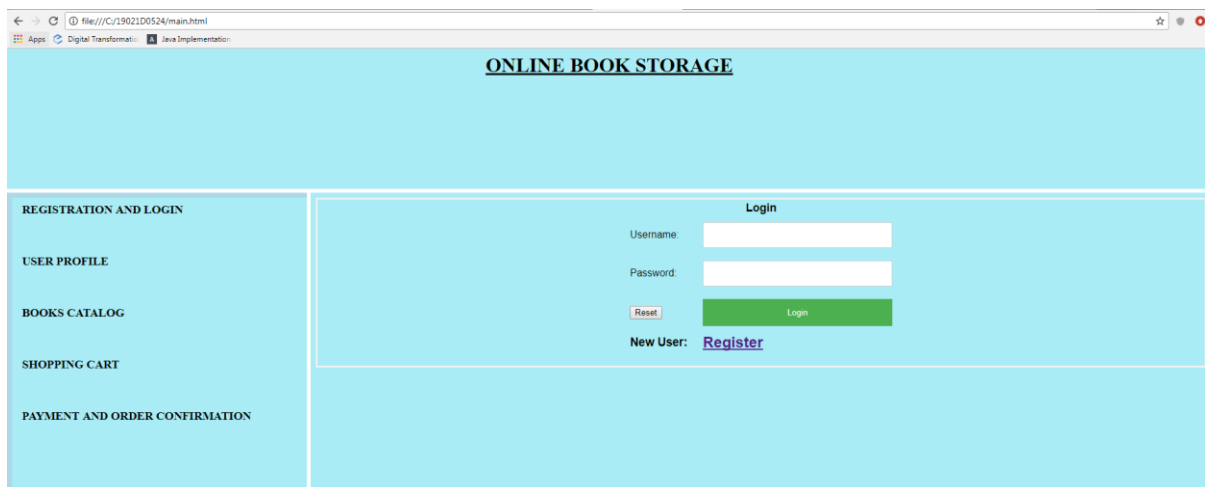 file:///C:/19021D0524/main.html
Apps Digital Transformatio Java Implementation
ONLINE BOOK STORAGE
REGISTRATION AND LOGIN
USER PROFILE
BOOKS CATALOG
SHOPPING CART
PAYMENT AND ORDER CONFIRMATION
Login
Username:
Password:
Reset Login
New User: Register